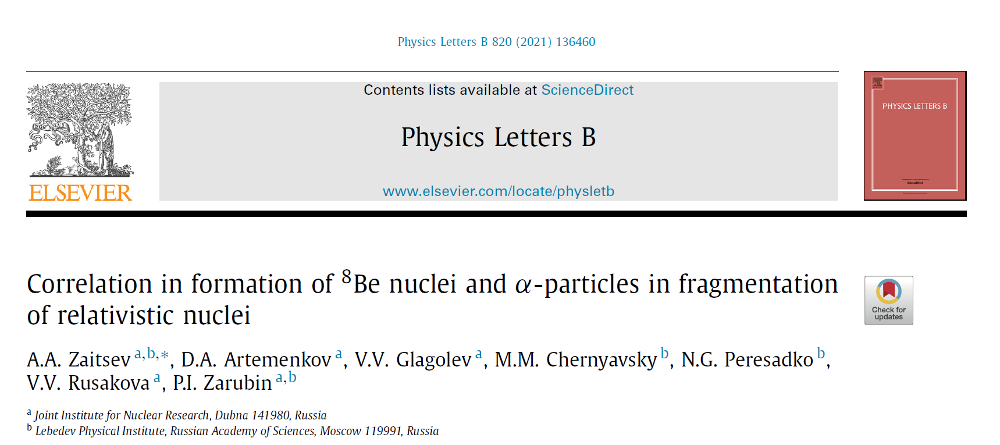 Physics Letters B 820 (2021) 136460
Contents lists available at ScienceDirect
Physics Letters B
www.elsevier.com/locate/physletb
NON SOLUS
ELSEVIER
PHYSICS LETTERS B
ScienceDirect
Correlation in formation of ⁸Be nuclei and α-particles in fragmentation
of relativistic nuclei
Check for
updates
A.A. Zaitsev a,b,*, D.A. Artemenkov a, V.V. Glagolev a, M.M. Chernyavsky b, N.G. Peresadko b,
V.V. Rusakova a, P.I. Zarubin a,b
a Joint Institute for Nuclear Research, Dubna 141980, Russia
b Lebedev Physical Institute, Russian Academy of Sciences, Moscow 119991, Russia